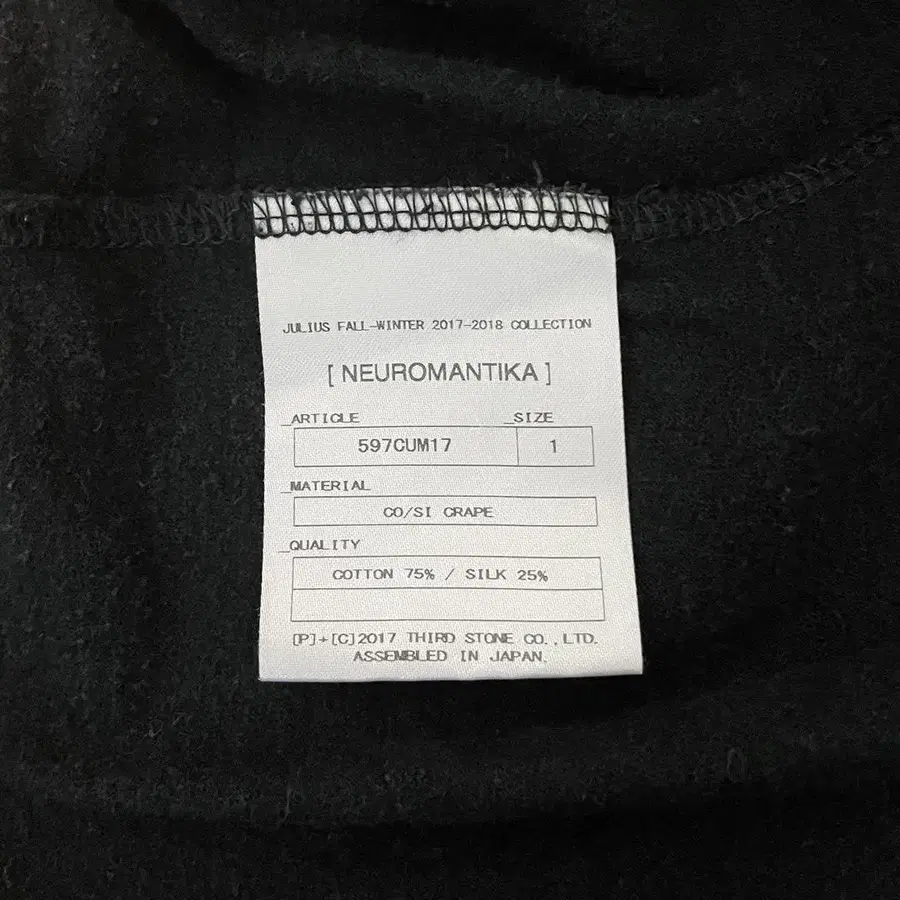 JULIUS FALL-WINTER 2017-2018 COLLECTION
[ NEUROMANTIKA ]
_ARTICLE _SIZE
597CUM17 1
_MATERIAL
CO/SI CRAPE
_QUALITY
COTTON 75% / SILK 25%
[P]+[C]2017 THIRD STONE CO.,LTD.
ASSEMBLED IN JAPAN.